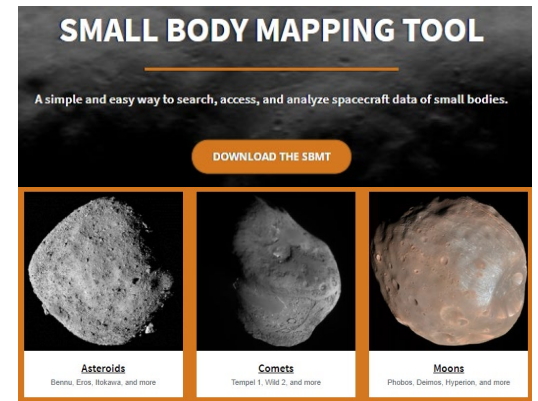 SMALL BODY MAPPING TOOL
A simple and easy way to search, access, and analyze spacecraft data of small bodies.
DOWNLOAD THE SBMT
Asteroids
Bennu, Eros, Itokawa, and more
Comets
Tempel 1, Wild 2, and more
Moons
Phobos, Deimos, Hyperion, and more